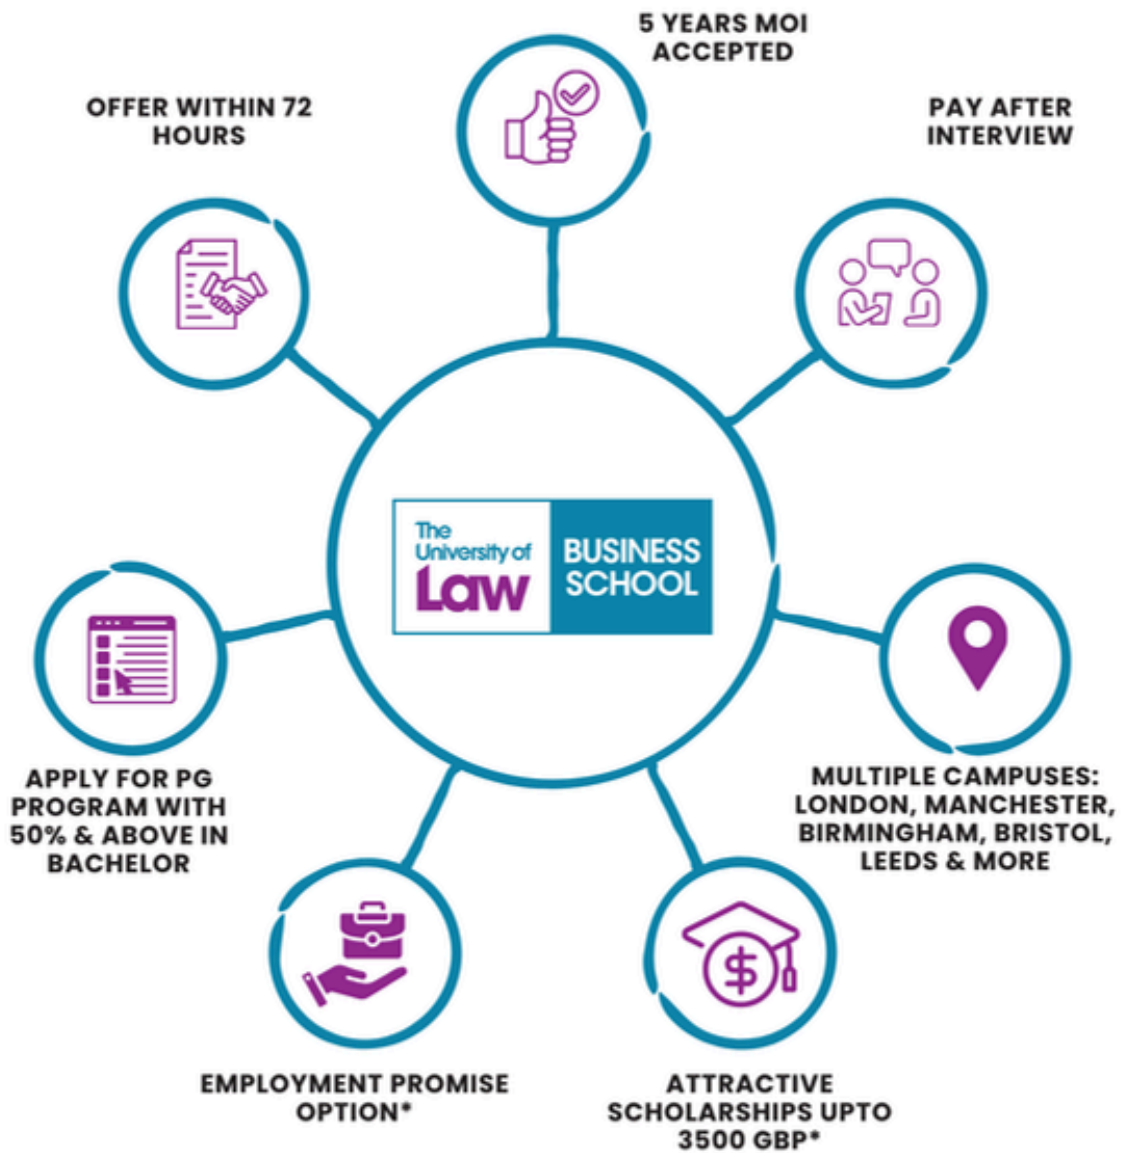 5 YEARS MOI
ACCEPTED
OFFER WITHIN 72
HOURS
PAY AFTER
INTERVIEW
The
University of
Law
BUSINESS
SCHOOL
APPLY FOR PG
PROGRAM WITH
50% & ABOVE IN
BACHELOR
MULTIPLE CAMPUSES:
LONDON, MANCHESTER,
BIRMINGHAM, BRISTOL,
LEEDS & MORE
$
EMPLOYMENT PROMISE
OPTION*
ATTRACTIVE
SCHOLARSHIPS UPTO
3500 GBP*